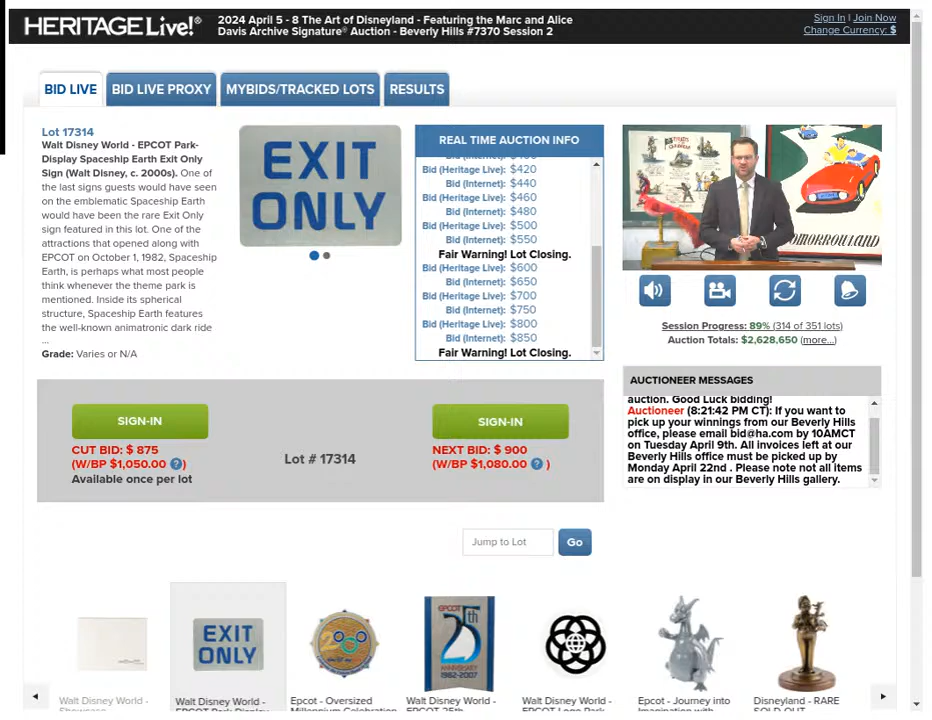 HERITAGE Live!®
2024 April 5 - 8 The Art of Disneyland - Featuring the Marc and Alice
Davis Archive Signature® Auction - Beverly Hills #7370 Session 2
Sign In | Join Now
Change Currency: $
BID LIVE
BID LIVE PROXY
MYBIDS/TRACKED LOTS
RESULTS
Lot 17314
Walt Disney World - EPCOT Park-
Display Spaceship Earth Exit Only
Sign (Walt Disney, c. 2000s). One of
the last signs guests would have seen
on the emblematic Spaceship Earth
would have been the rare Exit Only
sign featured in this lot. One of the
attractions that opened along with
EPCOT on October 1, 1982, Spaceship
Earth, is perhaps what most people
think whenever the theme park is
mentioned. Inside its spherical
structure, Spaceship Earth features
the well-known animatronic dark ride
...
Grade: Varies or N/A
EXIT
ONLY
REAL TIME AUCTION INFO
Bid (Heritage Live): $420
Bid (Internet): $440
Bid (Heritage Live): $460
Bid (Internet): $480
Bid (Heritage Live): $500
Bid (Internet): $550
Fair Warning! Lot Closing.
Bid (Heritage Live): $600
Bid (Internet): $650
Bid (Heritage Live): $700
Bid (Internet): $750
Bid (Heritage Live): $800
Bid (Internet): $850
Fair Warning! Lot Closing.
TOMORROWLAND
Session Progress: 89% (314 of 351 lots)
Auction Totals: $2,628,650 (more...)
AUCTIONEER MESSAGES
auction. Good Luck bidding!
Auctioneer (8:21:42 PM CT): If you want to
pick up your winnings from our Beverly Hills
office, please email bid@ha.com by 10AMCT
on Tuesday April 9th. All invoices left at our
Beverly Hills office must be picked up by
Monday April 22nd . Please note not all items
are on display in our Beverly Hills gallery.
SIGN-IN
CUT BID: $ 875
(W/BP $1,050.00 ?)
Available once per lot
Lot # 17314
SIGN-IN
NEXT BID: $ 900
(W/BP $1,080.00 ? )
Jump to Lot
Go
EXIT
ONLY
EPCOT
25th
ANNIVERSARY
1982-2007
Walt Disney World -
Showcase
Walt Disney World -
EPCOT Park Display
Epcot - Oversized
Millennium Celebration
Walt Disney World -
EPCOT 25th
Walt Disney World -
EPCOT Logo Park
Epcot - Journey into
Imagination with
Disneyland - RARE
SOLD OUT